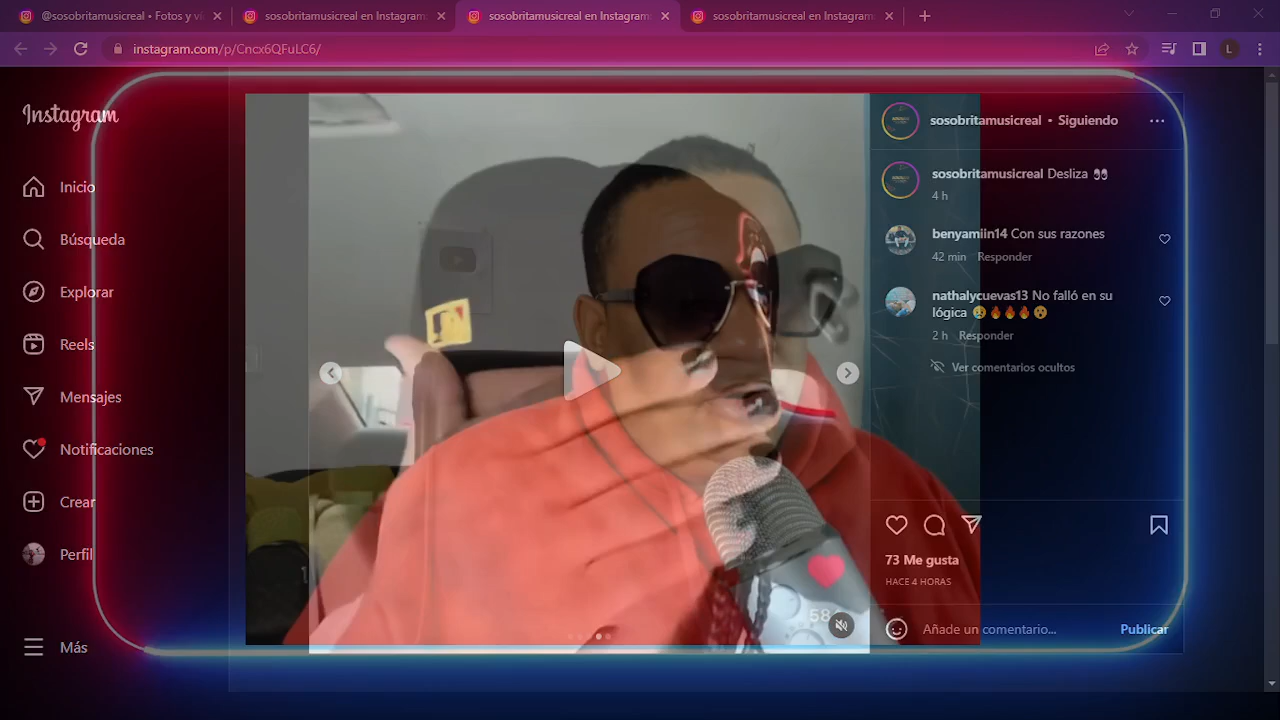 @sosobritamusicreal • Fotos y vi
sosobritamusicreal en Instagram
sosobritamusicreal en Instagram
sosobritamusicreal en Instagram
instagram.com/p/Cncx6QFuLC6/
L
Instagram
Inicio
Búsqueda
Explorar
Reels
Mensajes
Notificaciones
Crear
Perfil
Más
sosobritamusicreal • Siguiendo
sosobritamusicreal Desliza 👀
4 h
benyamiin14 Con sus razones
42 min Responder
nathalycuevas13 No falló en su
lógica 😥🔥🔥🔥🔥😮
2 h Responder
Ver comentarios ocultos
73 Me gusta
HACE 4 HORAS
Añade un comentario...
Publicar